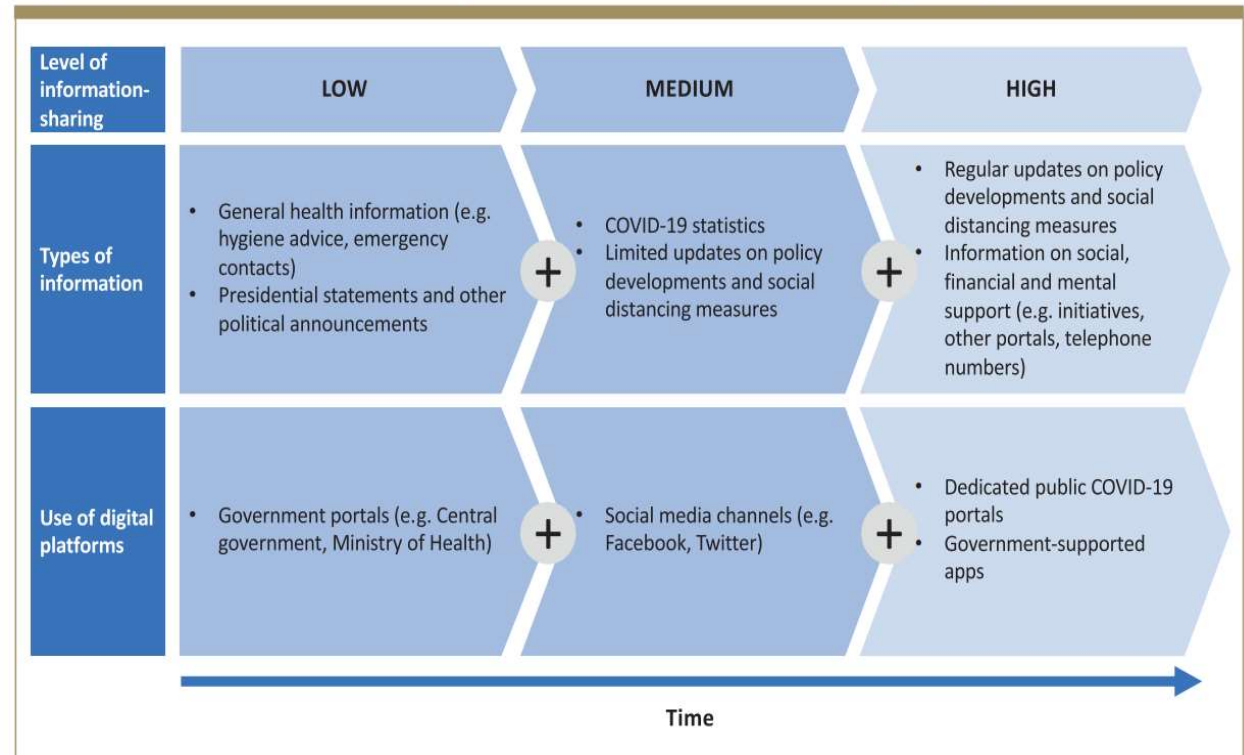 Level of
information-
sharing
LOW
MEDIUM
HIGH
Types of
information
• General health information (e.g.
hygiene advice, emergency
contacts)
• Presidential statements and other
political announcements
+
• COVID-19 statistics
• Limited updates on policy
developments and social
distancing measures
+
• Regular updates on policy
developments and social
distancing measures
• Information on social,
financial and mental
support (e.g. initiatives,
other portals, telephone
numbers)
Use of digital
platforms
• Government portals (e.g. Central
government, Ministry of Health)
+
• Social media channels (e.g.
Facebook, Twitter)
+
• Dedicated public COVID-19
portals
• Government-supported
apps
Time